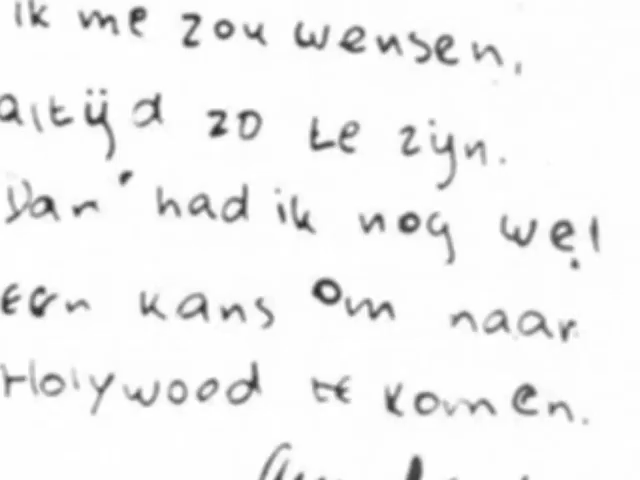 ik me zou wensen,
altijd zo te zijn.
Dan had ik nog wel
een kans om naar
Holywood te komen.